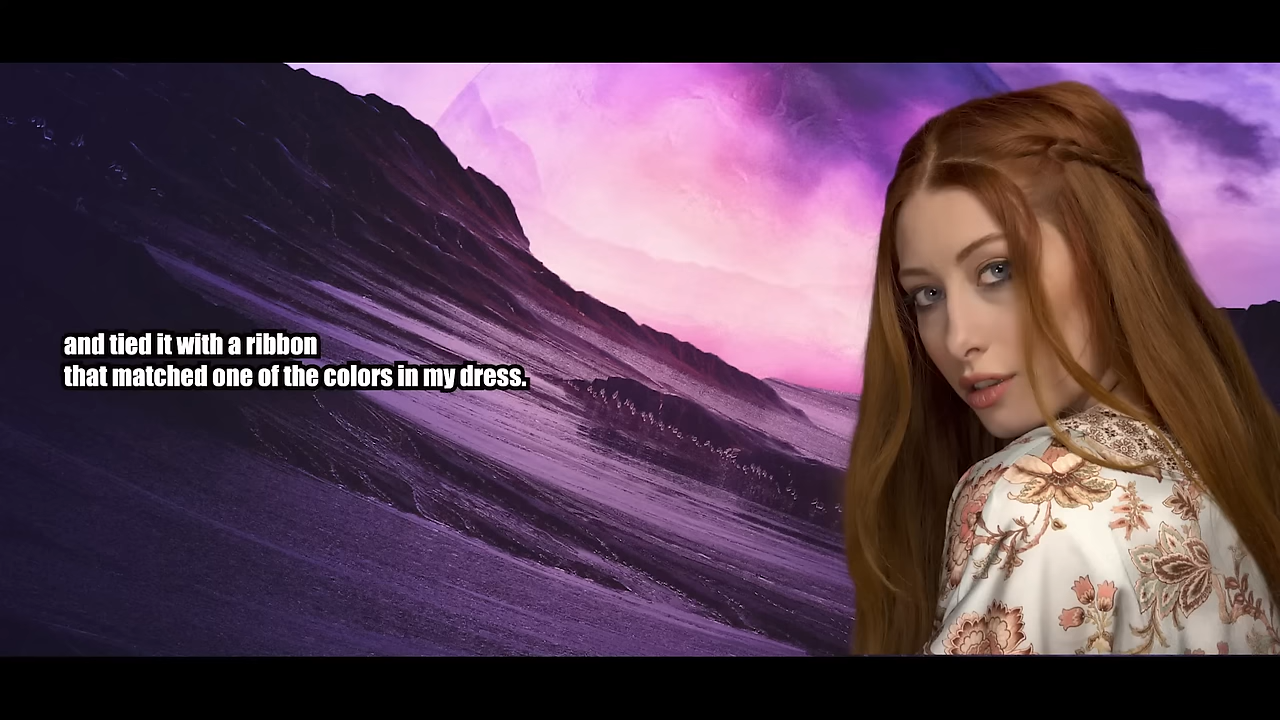 and tied it with a ribbon
that matched one of the colors in my dress.